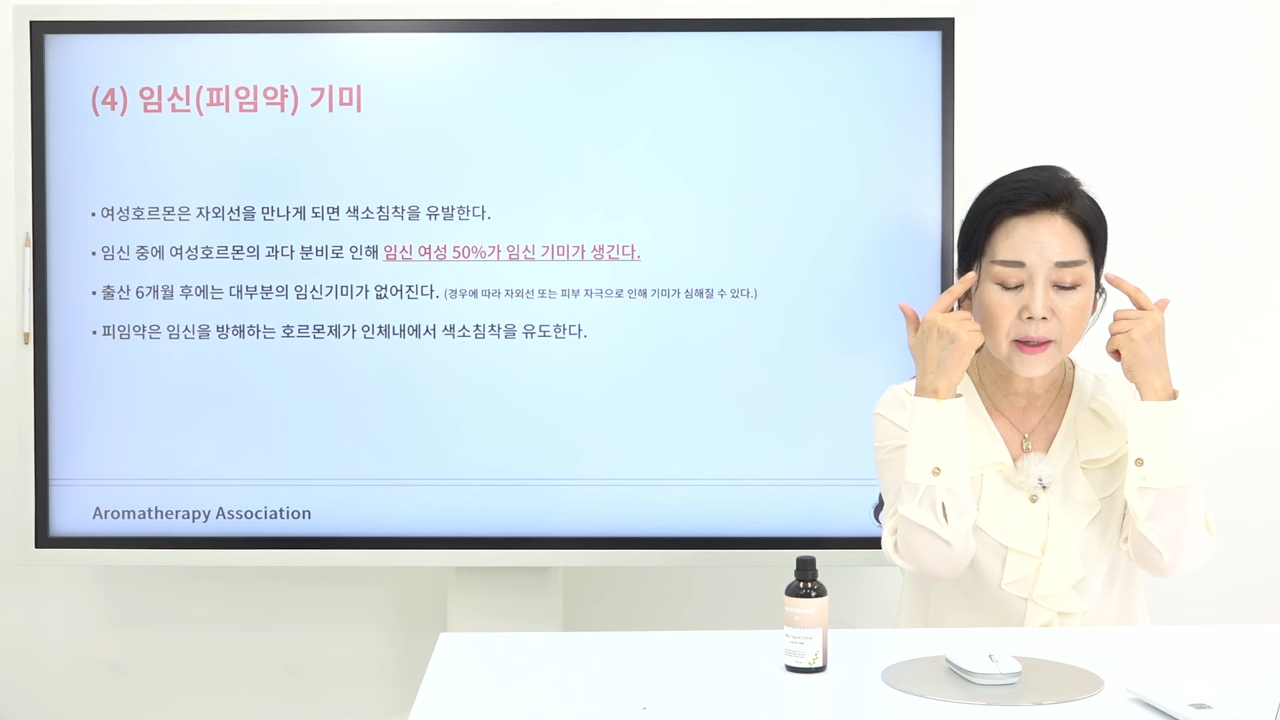 (4) 임신(피임약) 기미
▪ 여성호르몬은 자외선을 만나게 되면 색소침착을 유발한다.
▪ 임신 중에 여성호르몬의 과다 분비로 인해 임신 여성 50%가 임신 기미가 생긴다.
▪ 출산 6개월 후에는 대부분의 임신기미가 없어진다. (경우에 따라 자외선 또는 피부 자극으로 인해 기미가 심해질 수 있다.)
▪ 피임약은 임신을 방해하는 호르몬제가 인체내에서 색소침착을 유도한다.
Aromatherapy Association